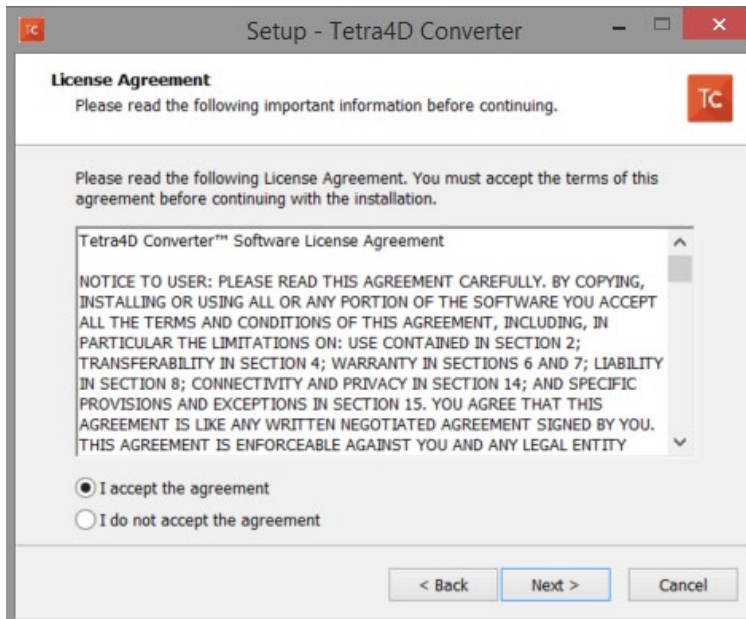 Tc
Setup - Tetra4D Converter
License Agreement
Please read the following important information before continuing.
Tc
Please read the following License Agreement. You must accept the terms of this
agreement before continuing with the installation.
Tetra4D Converter™ Software License Agreement
NOTICE TO USER: PLEASE READ THIS AGREEMENT CAREFULLY. BY COPYING,
INSTALLING OR USING ALL OR ANY PORTION OF THE SOFTWARE YOU ACCEPT
ALL THE TERMS AND CONDITIONS OF THIS AGREEMENT, INCLUDING, IN
PARTICULAR THE LIMITATIONS ON: USE CONTAINED IN SECTION 2;
TRANSFERABILITY IN SECTION 4; WARRANTY IN SECTIONS 6 AND 7; LIABILITY
IN SECTION 8; CONNECTIVITY AND PRIVACY IN SECTION 14; AND SPECIFIC
PROVISIONS AND EXCEPTIONS IN SECTION 15. YOU AGREE THAT THIS
AGREEMENT IS LIKE ANY WRITTEN NEGOTIATED AGREEMENT SIGNED BY YOU.
THIS AGREEMENT IS ENFORCEABLE AGAINST YOU AND ANY LEGAL ENTITY
I accept the agreement
I do not accept the agreement
< Back Next > Cancel